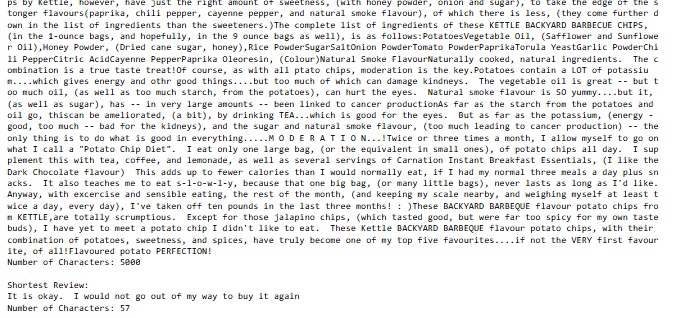 ps by Kettle, however, have just the right amount of sweetness, (with honey powder, onion and sugar), to take the edge of the s
tonger flavours(paprika, chili pepper, cayenne pepper, and natural smoke flavour), of which there is less, (they come further d
own in the list of ingredients than the sweeteners.)The complete list of ingredients of these KETTLE BACKYARD BARBECUE CHIPS,
(in the 1-ounce bags, and hopefully, in the 9 ounce bags as well), is as follows:PotatoesVegetable Oil, (Safflower and Sunflowe
r Oil),Honey Powder, (Dried cane sugar, honey),Rice PowderSugarSaltOnion PowderTomato PowderPaprikaTorula YeastGarlic PowderChi
li PepperCitric AcidCayenne PepperPaprika Oleoresin, (Colour)Natural Smoke FlavourNaturally cooked, natural ingredients.  The c
ombination is a true taste treat!Of course, as with all ptato chips, moderation is the key.Potatoes contain a LOT of potassiu
m....which gives energy and othr good things....but too much of which can damage kindeys.  The vegetable oil is great -- but t
oo much oil, (as well as too much starch, from the potatoes), can hurt the eyes.  Natural smoke flavour is SO yummy....but it,
(as well as sugar), has -- in very large amounts -- been linked to cancer productionAs far as the starch from the potatoes and
oil go, thiscan be ameliorated, (a bit), by drinking TEA...which is good for the eyes.  But as far as the potassium, (energy -
good, too much -- bad for the kidneys), and the sugar and natural smoke flavour, (too much leading to cancer production) -- the
only thing is to do what is good in everything.....M O D E R A T I O N...!Twice or three times a month, I allow myself to go on
what I call a "Potato Chip Diet".  I eat only one large bag, (or the equivalent in small ones), of potato chips all day.  I sup
plement this with tea, coffee, and lemonade, as well as several servings of Carnation Instant Breakfast Essentials, (I like the
Dark Chocolate flavour)  This adds up to fewer calories than I would normally eat, if I had my normal three meals a day plus sn
acks.  It also teaches me to eat s-l-o-w-l-y, because that one big bag, (or many little bags), never lasts as long as I'd like.
Anyway, with excercise and sensible eating, the rest of the month, (and keeping my scale nearby, and weighing myself at least t
wice a day, every day), I've taken off ten pounds in the last three months! : )These BACKYARD BARBEQUE flavour potato chips fro
m KETTLE,are totally scrumptious.  Except for those jalapino chips, (which tasted good, but were far too spicy for my own taste
buds), I have yet to meet a potato chip I didn't like to eat.  These Kettle BACKYARD BARBEQUE flavour potato chips, with their
combination of potatoes, sweetness, and spices, have truly become one of my top five favourites....if not the VERY first favour
ite, of all!Flavoured potato PERFECTION!
Number of Characters: 5000
Shortest Review:
It is okay.  I would not go out of my way to buy it again
Number of Characters: 57